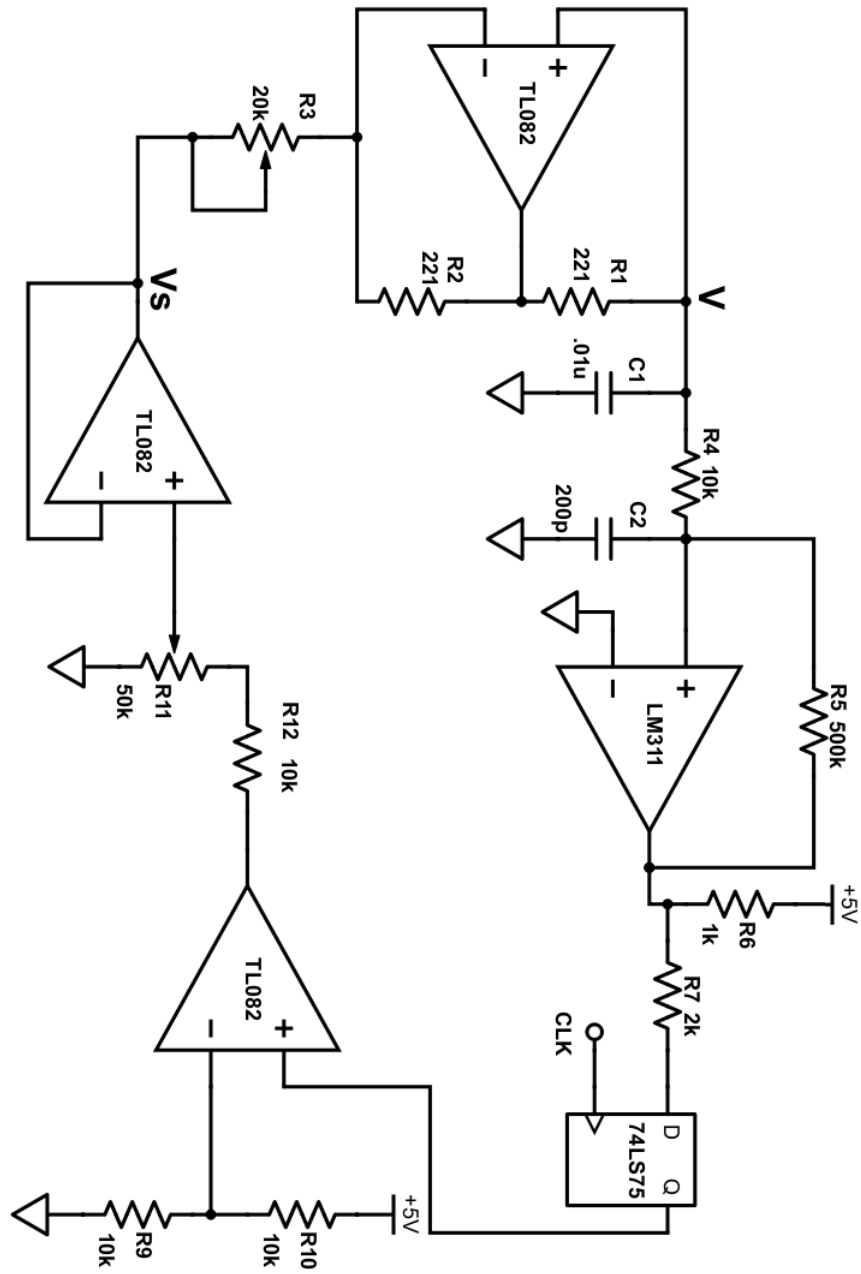 R5 500k
+5V
R6
1k
V
R4 10k
R7 2k
R1
221
C1
.01u
C2
200p
+
−
LM311
D Q
74LS75
CLK
+
−
TL082
R2
221
R3
20k
Vs
TL082
+
−
R11
50k
R12 10k
TL082
+
−
+5V
R10
10k
R9
10k